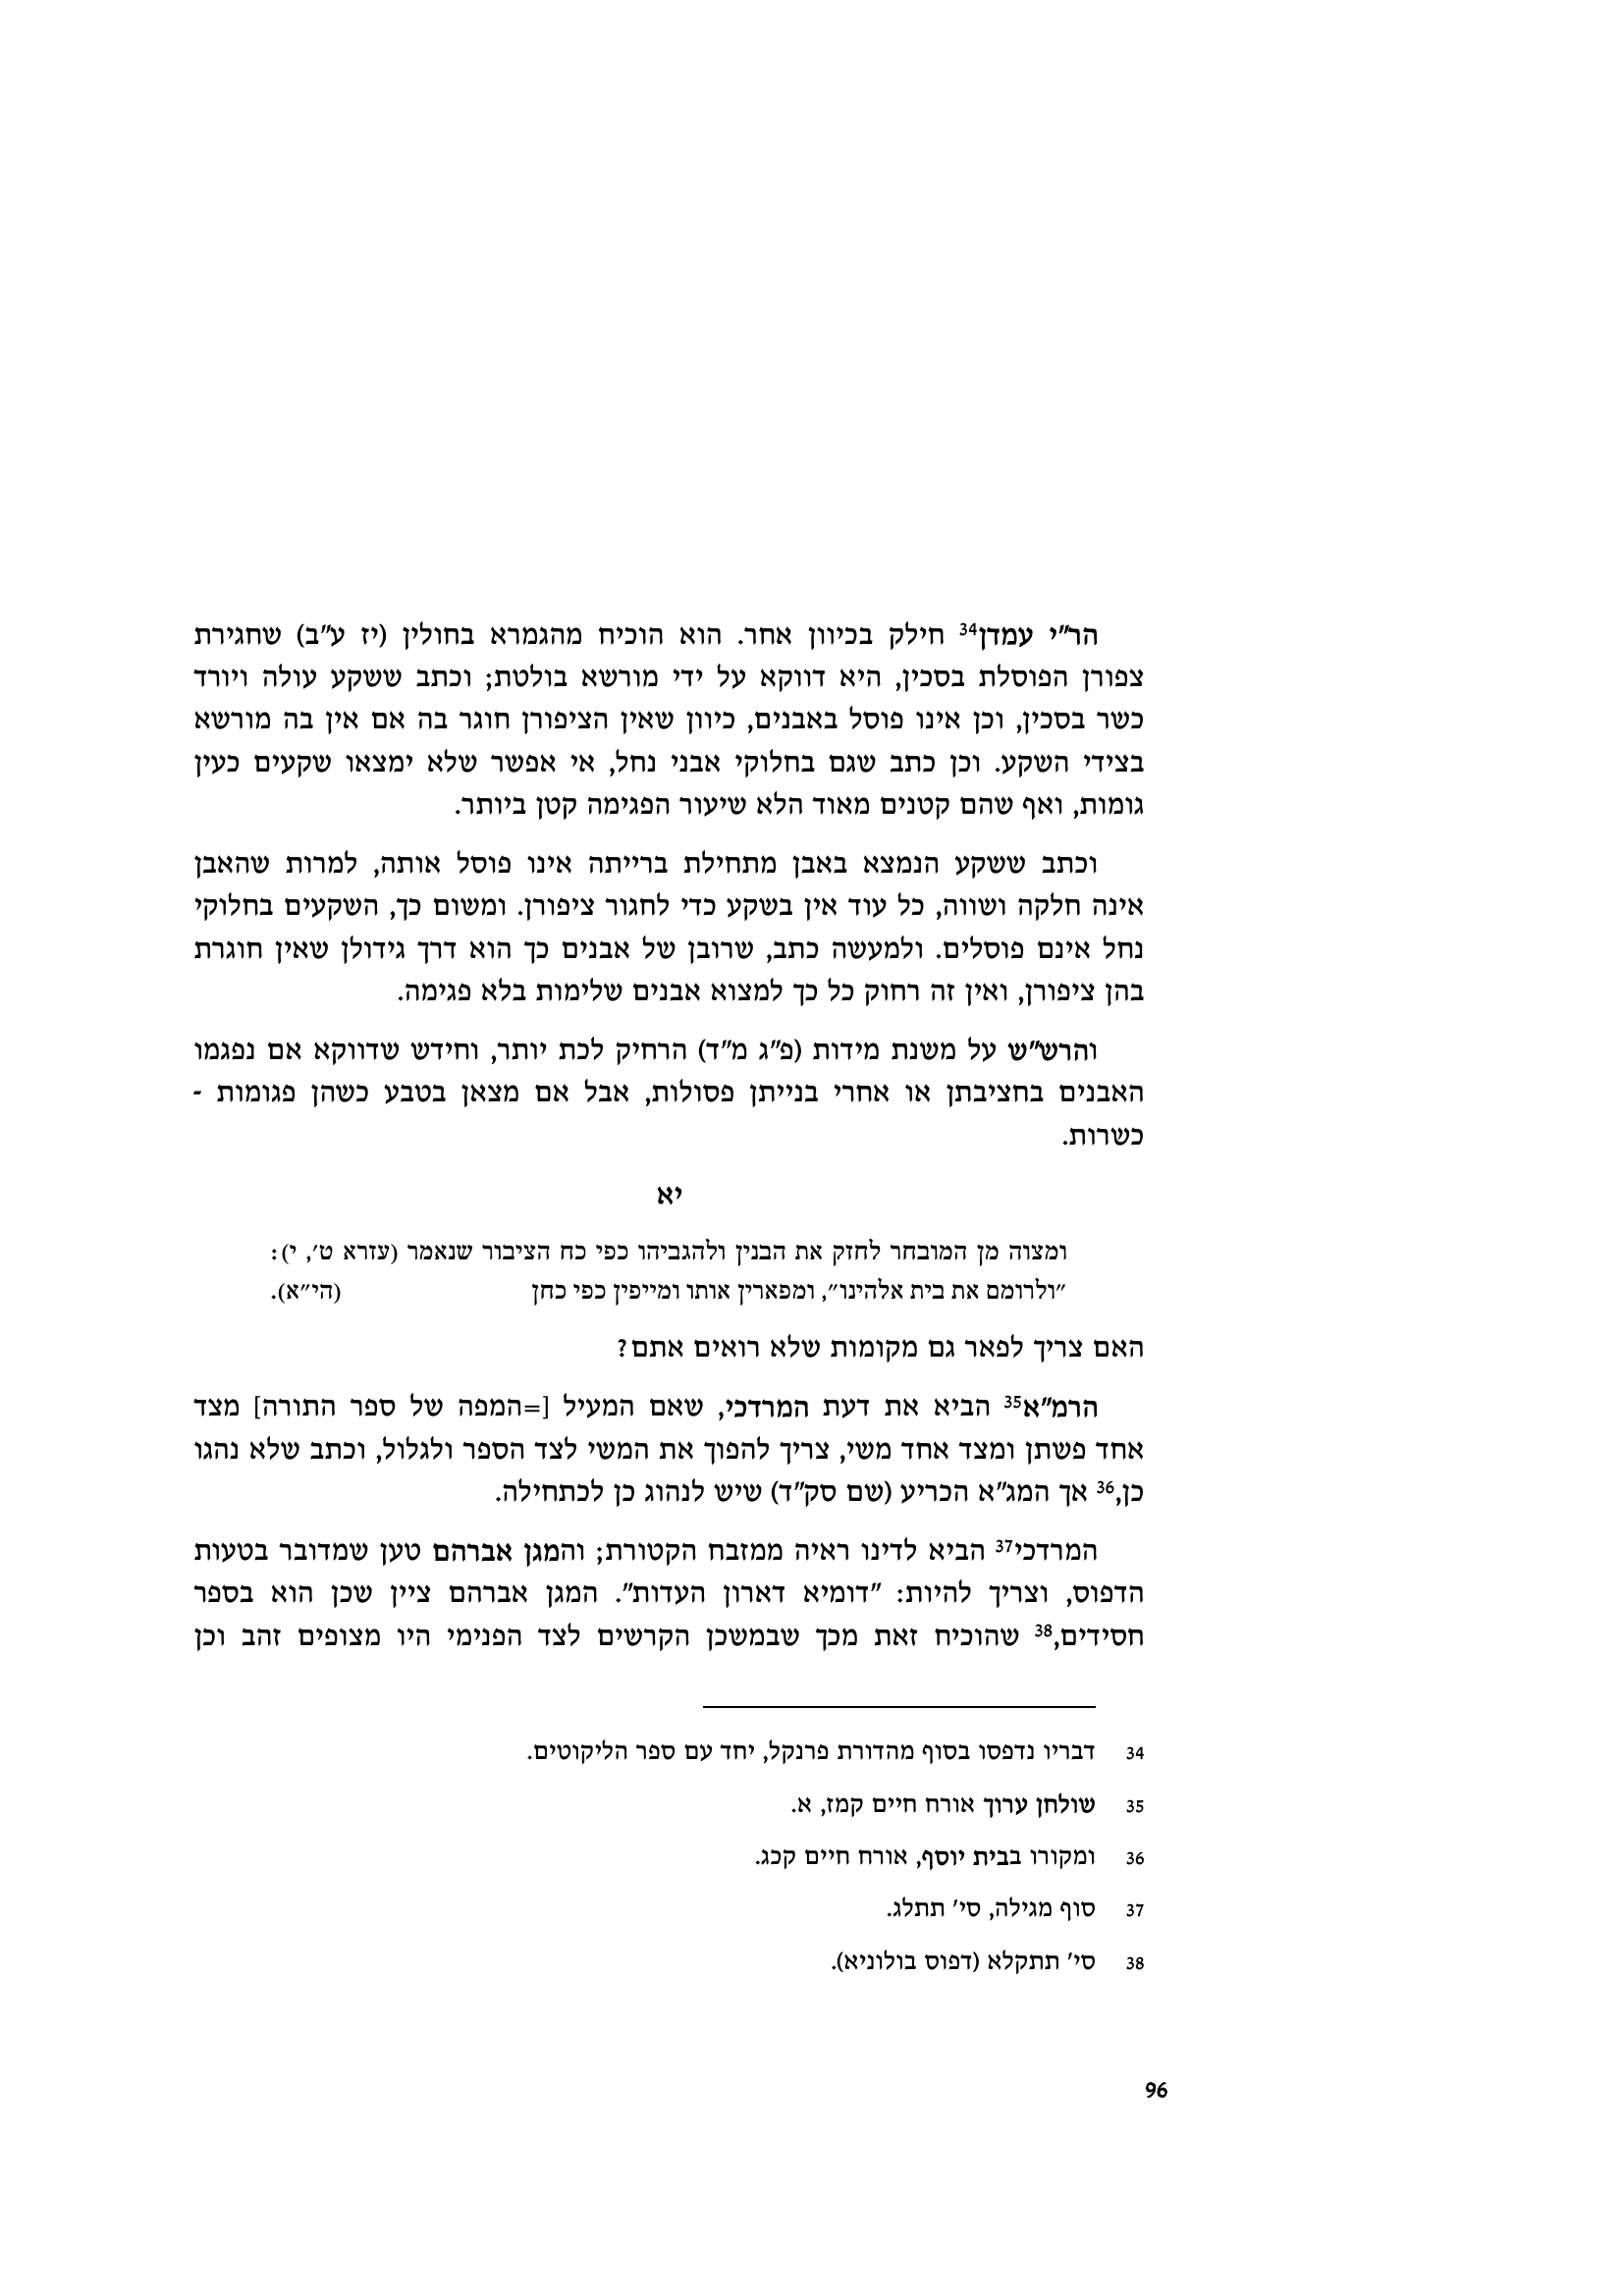 הר"י עמדן34 חילק בכיוון אחר. הוא הוכיח מהגמרא בחולין (יז ע"ב) שחגירת
צפורן הפוסלת בסכין, היא דווקא על ידי מורשא בולטת; וכתב ששקע עולה ויורד
כשר בסכין, וכן אינו פוסל באבנים, כיוון שאין הציפורן חוגר בה אם אין בה מורשא
בצידי השקע. וכן כתב שגם בחלוקי אבני נחל, אי אפשר שלא ימצאו שקעים כעין
גומות, ואף שהם קטנים מאוד הלא שיעור הפגימה קטן ביותר.
וכתב ששקע הנמצא באבן מתחילת ברייתה אינו פוסל אותה, למרות שהאבן
אינה חלקה ושווה, כל עוד אין בשקע כדי לחגור ציפורן. ומשום כך, השקעים בחלוקי
נחל אינם פוסלים. ולמעשה כתב, שרובן של אבנים כך הוא דרך גידולן שאין חוגרת
בהן ציפורן, ואין זה רחוק כל כך למצוא אבנים שלימות בלא פגימה.
והרש"ש על משנת מידות (פ"ג מ"ד) הרחיק לכת יותר, וחידש שדווקא אם נפגמו
האבנים בחציבתן או אחרי בנייתן פסולות, אבל אם מצאן בטבע כשהן פגומות -
כשרות.
יא
ומצוה מן המובחר לחזק את הבנין ולהגביהו כפי כח הציבור שנאמר (עזרא ט', י'):
"ולרומם את בית אלהינו", ומפארין אותו ומייפין כפי כחן (הי"א).
האם צריך לפאר גם מקומות שלא רואים אתם?
הרמ"א35 הביא את דעת המרדכי, שאם המעיל [=המפה של ספר התורה] מצד
אחד פשתן ומצד אחד משי, צריך להפוך את המשי לצד הספר ולגלול, וכתב שלא נהגו
כן,36 אך המג"א הכריע (שם סק"ד) שיש לנהוג כן לכתחילה.
המרדכי37 הביא לדינו ראיה ממזבח הקטורת; והמגן אברהם טען שמדובר בטעות
הדפוס, וצריך להיות: "דומיא דארון העדות". המגן אברהם ציין שכן הוא בספר
חסידים,38 שהוכיח זאת מכך שבמשכן הקרשים לצד הפנימי היו מצופים זהב וכן
34 דבריו נדפסו בסוף מהדורת פרנקל, יחד עם ספר הליקוטים.
35 שולחן ערוך אורח חיים קמז, א.
36 ומקורו בבית יוסף, אורח חיים קכג.
37 סוף מגילה, סי' תתלג.
38 סי' תתקלא (דפוס בולוניא).
96